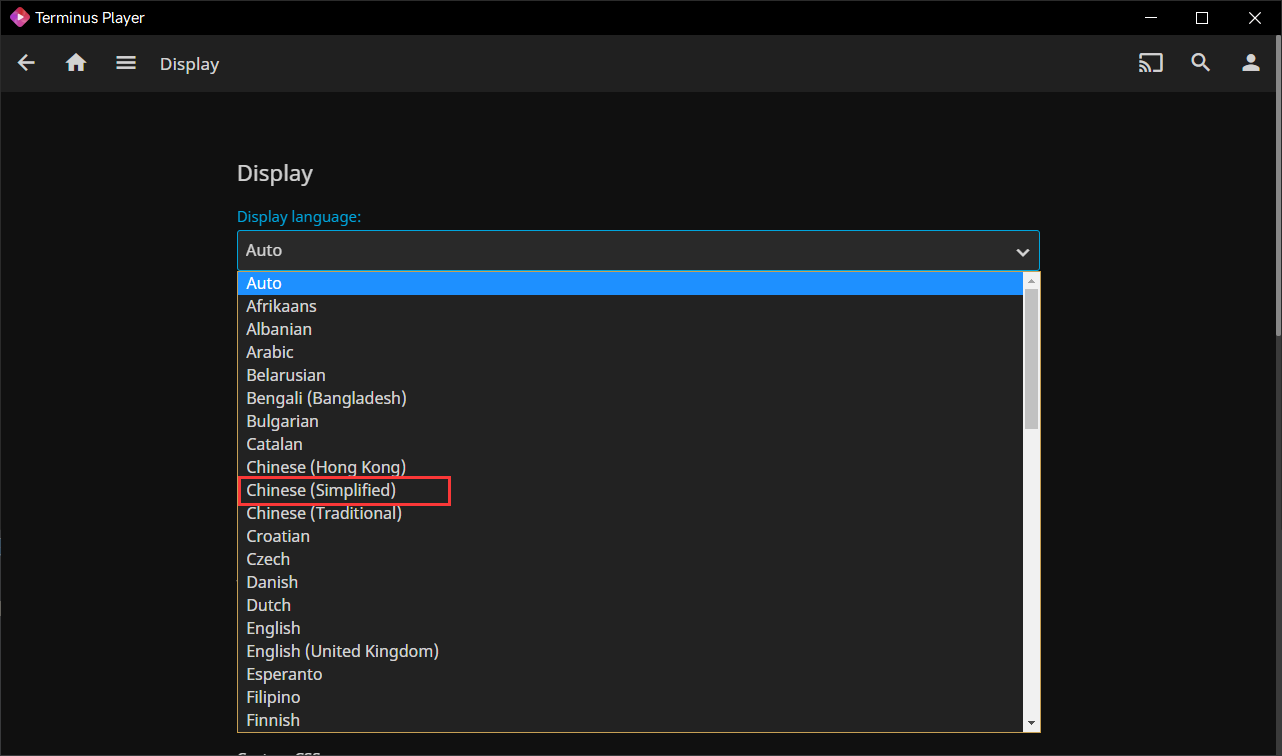 Terminus Player
Display
Display
Display language:
Auto
Auto
Afrikaans
Albanian
Arabic
Belarusian
Bengali (Bangladesh)
Bulgarian
Catalan
Chinese (Hong Kong)
Chinese (Simplified)
Chinese (Traditional)
Croatian
Czech
Danish
Dutch
English
English (United Kingdom)
Esperanto
Filipino
Finnish